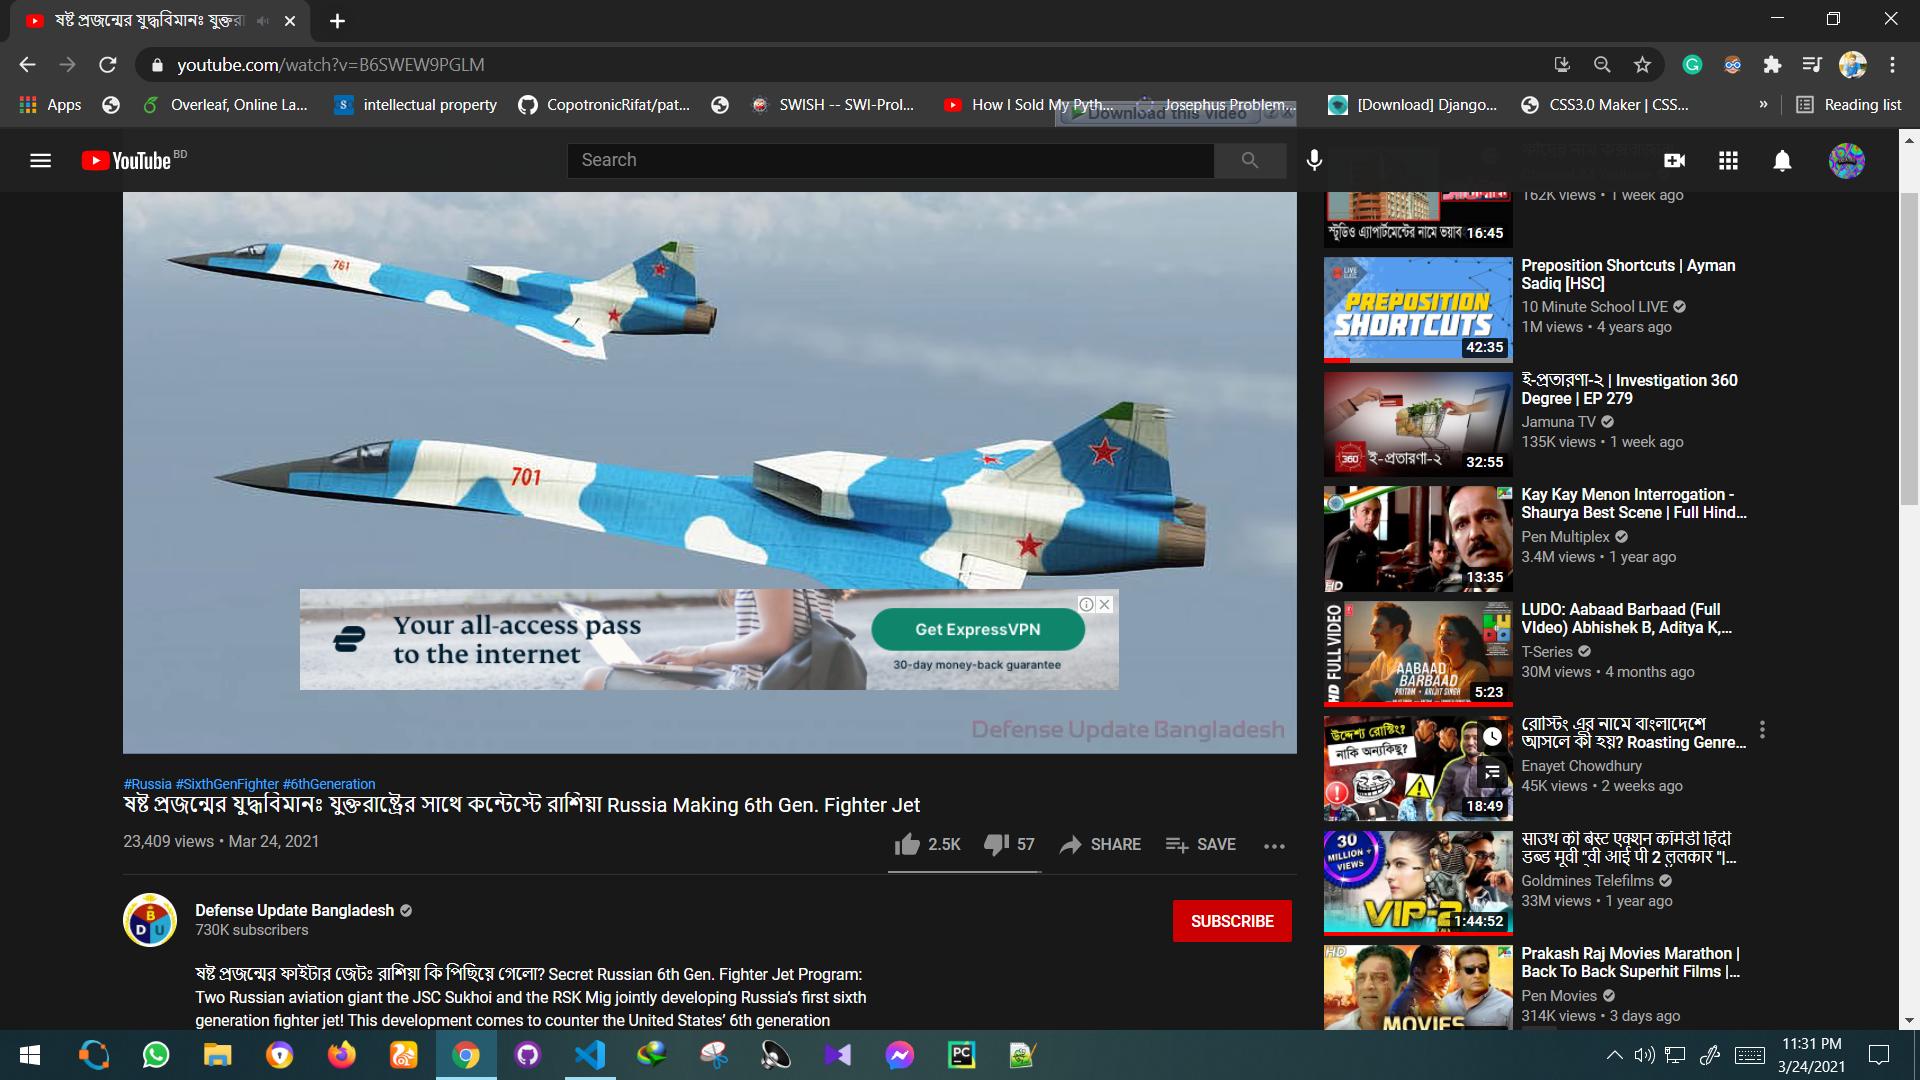 ষষ্ট প্রজন্মের যুদ্ধবিমানঃ যুক্তরা
youtube.com/watch?v=B6SWEW9PGLM
Apps
Overleaf, Online La...
intellectual property
CopotronicRifat/pat...
SWISH -- SWI-Prol...
How I Sold My Pyth...
Josephus Problem...
[Download] Django...
CSS3.0 Maker | CSS...
»
Reading list
Download this video
YouTube BD
Search
162K views • 1 week ago
স্টুডিও এ্যাপার্টমেন্টের নামে ভয়াব
16:45
761
701
Your all-access pass
to the internet
Get ExpressVPN
30-day money-back guarantee
Defense Update Bangladesh
#Russia #SixthGenFighter #6thGeneration
ষষ্ট প্রজন্মের যুদ্ধবিমানঃ যুক্তরাষ্ট্রের সাথে কন্টেস্টে রাশিয়া Russia Making 6th Gen. Fighter Jet
23,409 views • Mar 24, 2021
2.5K
57
SHARE
SAVE
BDU
Defense Update Bangladesh
730K subscribers
SUBSCRIBE
ষষ্ট প্রজন্মের ফাইটার জেটঃ রাশিয়া কি পিছিয়ে গেলো? Secret Russian 6th Gen. Fighter Jet Program:
Two Russian aviation giant the JSC Sukhoi and the RSK Mig jointly developing Russia’s first sixth
generation fighter jet! This development comes to counter the United States’ 6th generation
LIVE
PREPOSITION
SHORTCUTS
42:35
Preposition Shortcuts | Ayman
Sadiq [HSC]
10 Minute School LIVE
1M views • 4 years ago
360
ই-প্রতারণা-২
32:55
ই-প্রতারণা-২ | Investigation 360
Degree | EP 279
Jamuna TV
135K views • 1 week ago
HD
13:35
Kay Kay Menon Interrogation -
Shaurya Best Scene | Full Hind...
Pen Multiplex
3.4M views • 1 year ago
HD FULL VIDEO
AABAAD
BARBAAD
PRITAM • ARIJIT SINGH
5:23
LUDO: Aabaad Barbaad (Full
VIdeo) Abhishek B, Aditya K,...
T-Series
30M views • 4 months ago
উদ্দেশ্য রোস্টিং?
নাকি অন্যকিছু?
18:49
রোস্টিং এর নামে বাংলাদেশে
আসলে কী হয়? Roasting Genre...
Enayet Chowdhury
45K views • 2 weeks ago
30
MILLION +
VIEWS
VIP-2
1:44:52
साउथ की बेस्ट एक्शन कॉमेडी हिंदी
डब्ड मूवी "वी आई पी 2 ललकार "|...
Goldmines Telefilms
33M views • 1 year ago
HD
MOVIES
Prakash Raj Movies Marathon |
Back To Back Superhit Films |...
Pen Movies
314K views • 3 days ago
PC
11:31 PM
3/24/2021